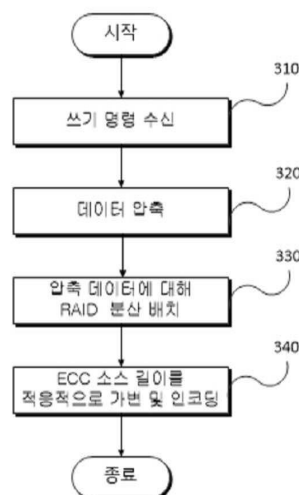 시작
310
쓰기 명령 수신
320
데이터 압축
330
압축 데이터에 대해
RAID 분산 배치
340
ECC 소스 길이를
적응적으로 가변 및 인코딩
종료